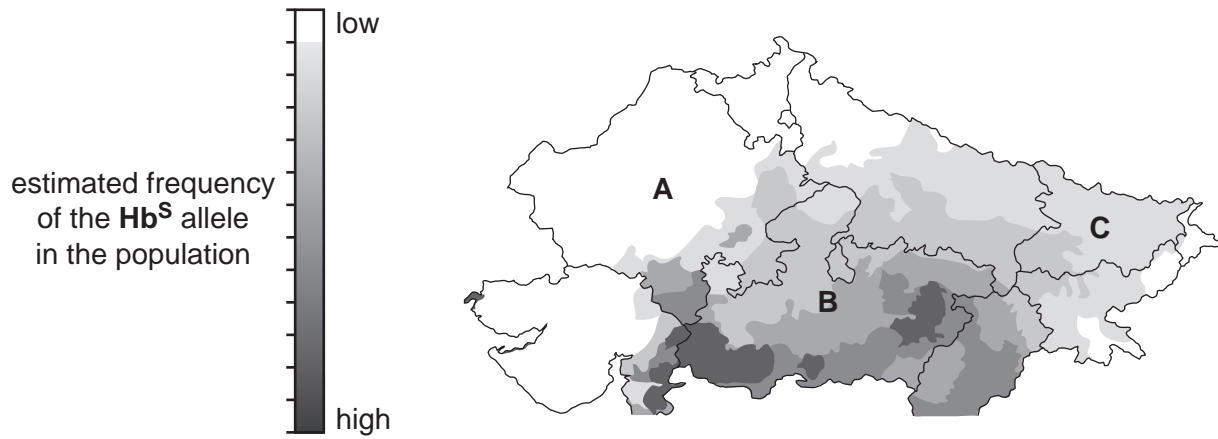 low
estimated frequency
of the Hb^S allele
in the population
high
A
B
C